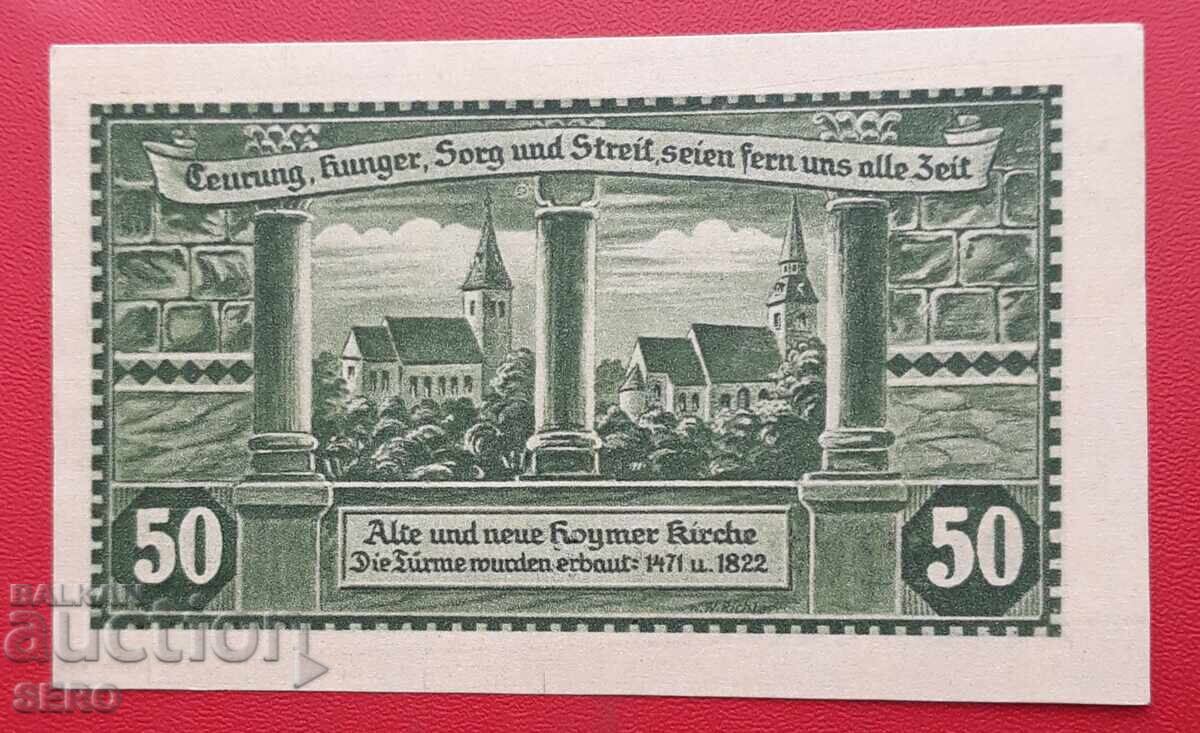 Teurung, Hunger, Sorg und Streit, seien fern uns alle Zeit
50
50
Alte und neue Hoymer Kirche
Die Türme wurden erbaut: 1471 u. 1822
BALKAN
auction
SERO